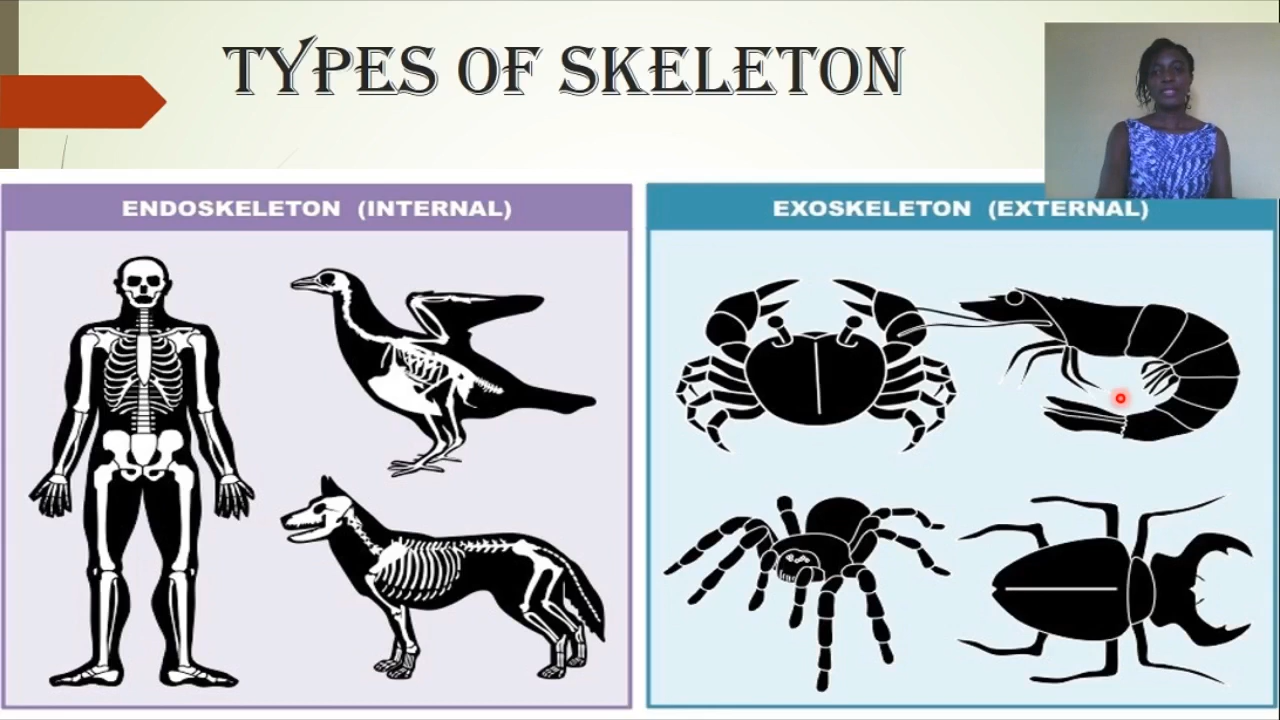 TYPES OF SKELETON
ENDOSKELETON (INTERNAL)
EXOSKELETON (EXTERNAL)